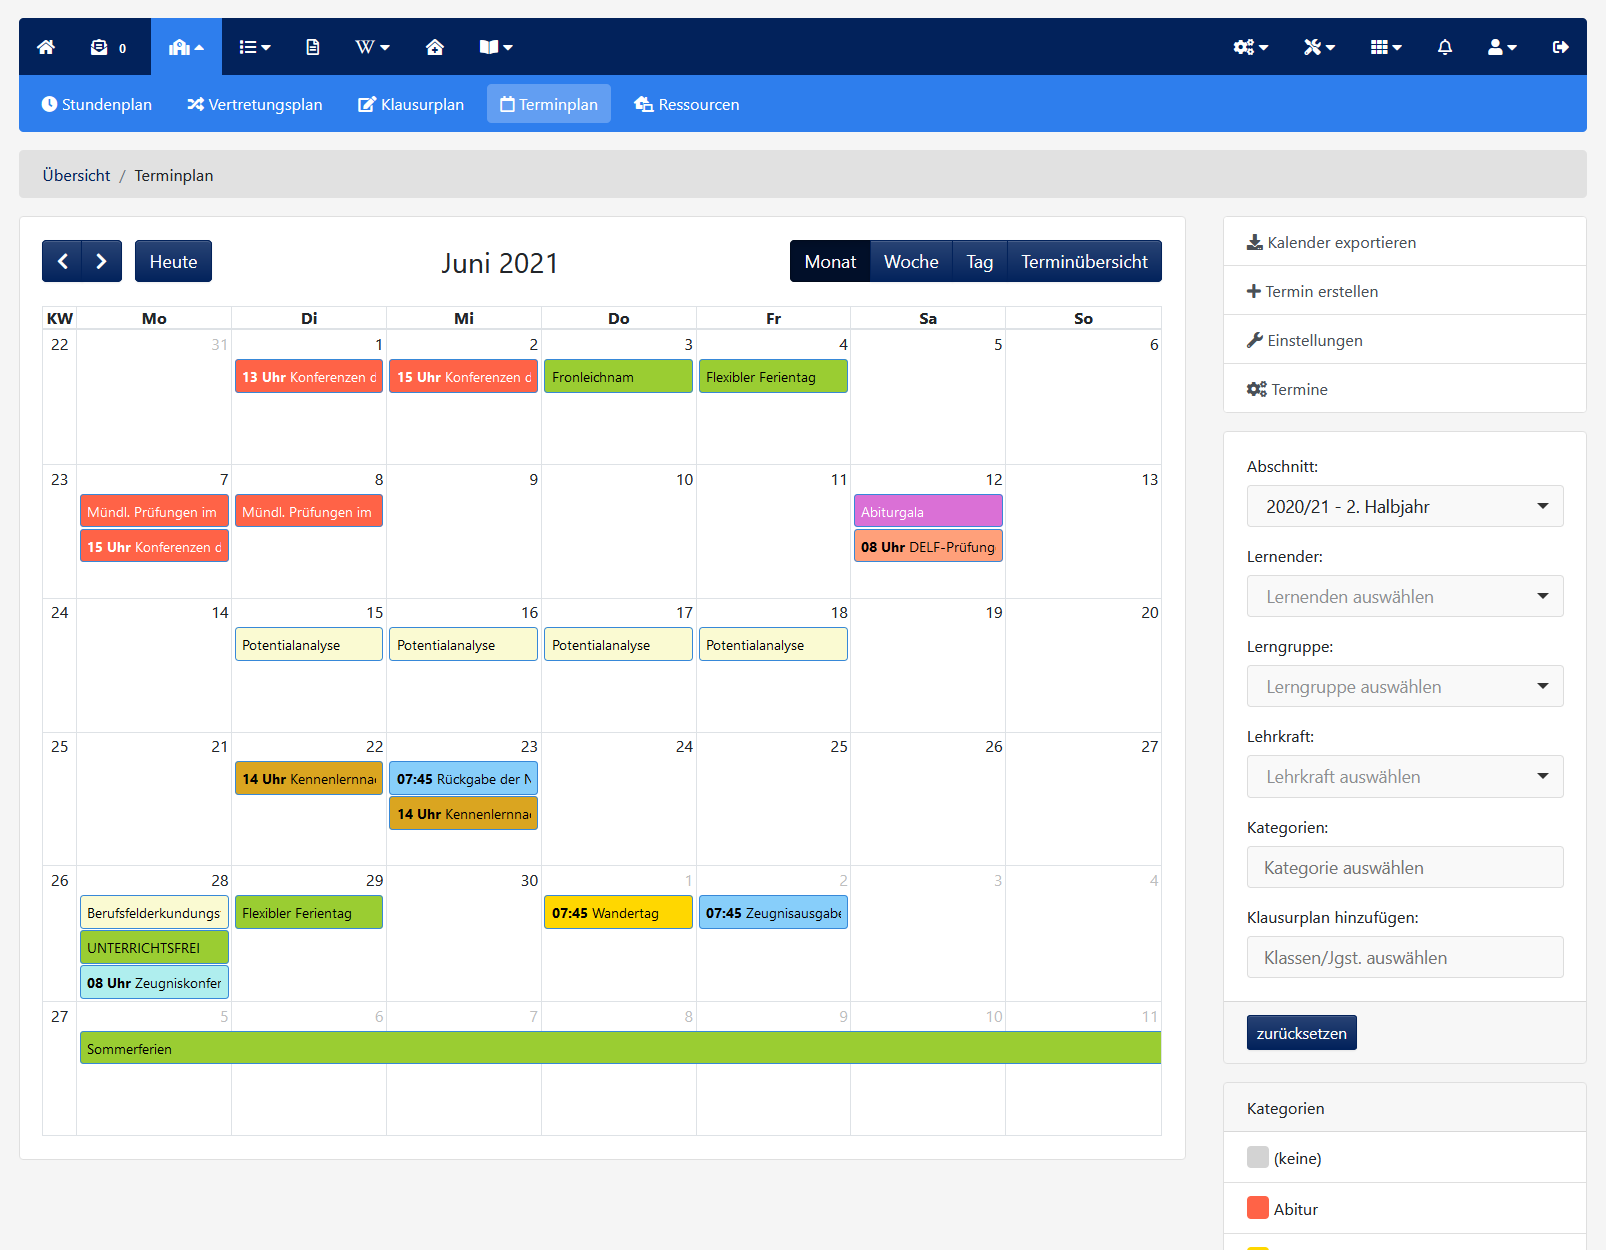 0
Stundenplan
Vertretungsplan
Klausurplan
Terminplan
Ressourcen
Übersicht / Terminplan
Heute
Juni 2021
Monat
Woche
Tag
Terminübersicht
KW Mo Di Mi Do Fr Sa So
22 31 1 2 3 4 5 6
13 Uhr Konferenzen d
15 Uhr Konferenzen d
Fronleichnam
Flexibler Ferientag
23 7 8 9 10 11 12 13
Mündl. Prüfungen im
Mündl. Prüfungen im
Abiturgala
15 Uhr Konferenzen d
08 Uhr DELF-Prüfung
24 14 15 16 17 18 19 20
Potentialanalyse
Potentialanalyse
Potentialanalyse
Potentialanalyse
25 21 22 23 24 25 26 27
14 Uhr Kennenlernna
07:45 Rückgabe der N
14 Uhr Kennenlernna
26 28 29 30 1 2 3 4
Berufsfelderkundungs
Flexibler Ferientag
07:45 Wandertag
07:45 Zeugnisausgabe
UNTERRICHTSFREI
08 Uhr Zeugniskonfer
27 5 6 7 8 9 10 11
Sommerferien
Kalender exportieren
Termin erstellen
Einstellungen
Termine
Abschnitt:
2020/21 - 2. Halbjahr
Lernender:
Lernenden auswählen
Lerngruppe:
Lerngruppe auswählen
Lehrkraft:
Lehrkraft auswählen
Kategorien:
Kategorie auswählen
Klausurplan hinzufügen:
Klassen/Jgst. auswählen
zurücksetzen
Kategorien
(keine)
Abitur